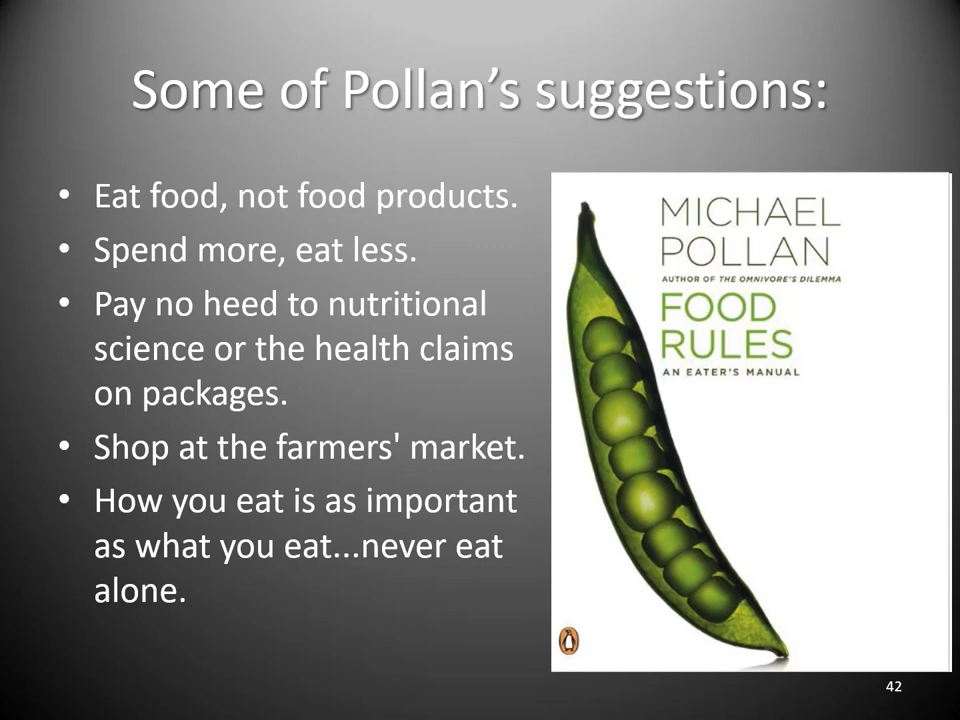 Some of Pollan’s suggestions:
• Eat food, not food products.
• Spend more, eat less.
• Pay no heed to nutritional
science or the health claims
on packages.
• Shop at the farmers' market.
• How you eat is as important
as what you eat...never eat
alone.
MICHAEL
POLLAN
AUTHOR OF THE OMNIVORE'S DILEMMA
FOOD
RULES
AN EATER'S MANUAL
42